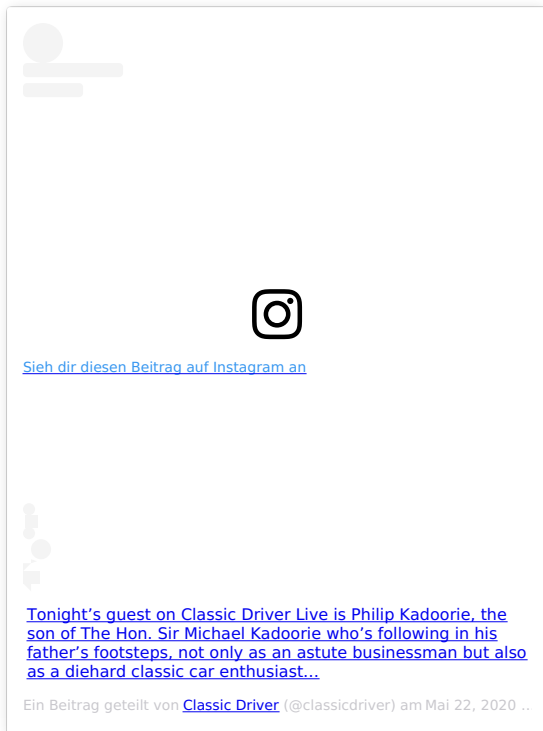 Sieh dir diesen Beitrag auf Instagram an
Tonight’s guest on Classic Driver Live is Philip Kadoorie, the
son of The Hon. Sir Michael Kadoorie who’s following in his
father’s footsteps, not only as an astute businessman but also
as a diehard classic car enthusiast…
Ein Beitrag geteilt von Classic Driver (@classicdriver) am Mai 22, 2020 ..